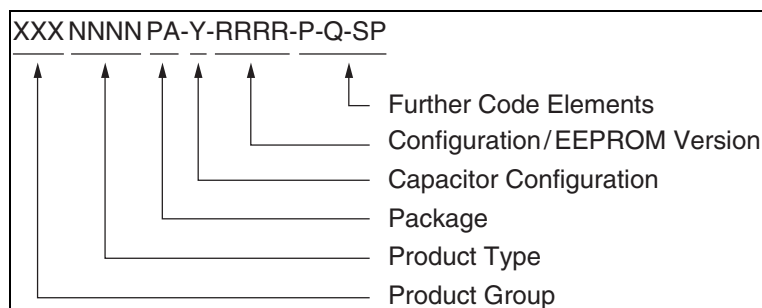 XXX NNNN PA-Y-RRRR-P-Q-SP
Further Code Elements
Configuration/EEPROM Version
Capacitor Configuration
Package
Product Type
Product Group